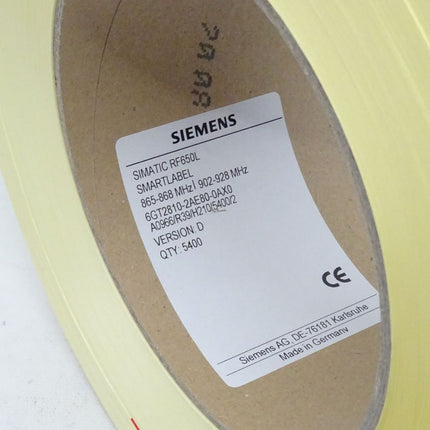 SIEMENS
SIMATIC RF650L
SMARTLABEL
865-868 MHz / 902-928 MHz
6GT2810-2AE80-0AX0
A0966/R39/H210/5400/2
VERSION: D
QTY: 5400
CE
Siemens AG, DE-76181 Karlsruhe
Made in Germany